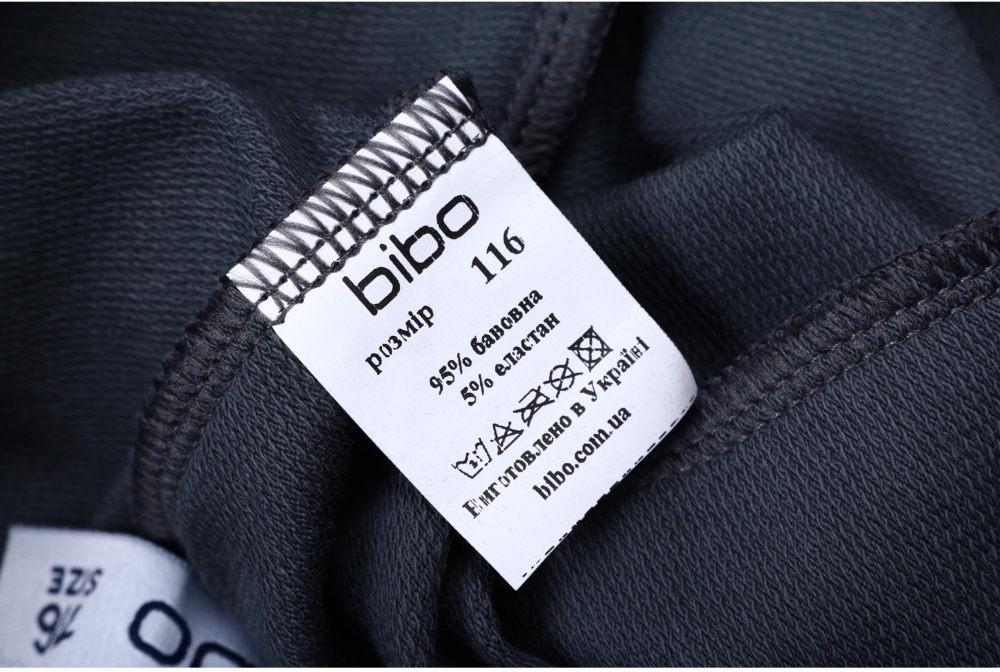 bibo
розмір 116
95% бавовна
5% еластан
Виготовлено в Україні
bibo.com.ua
SIZE